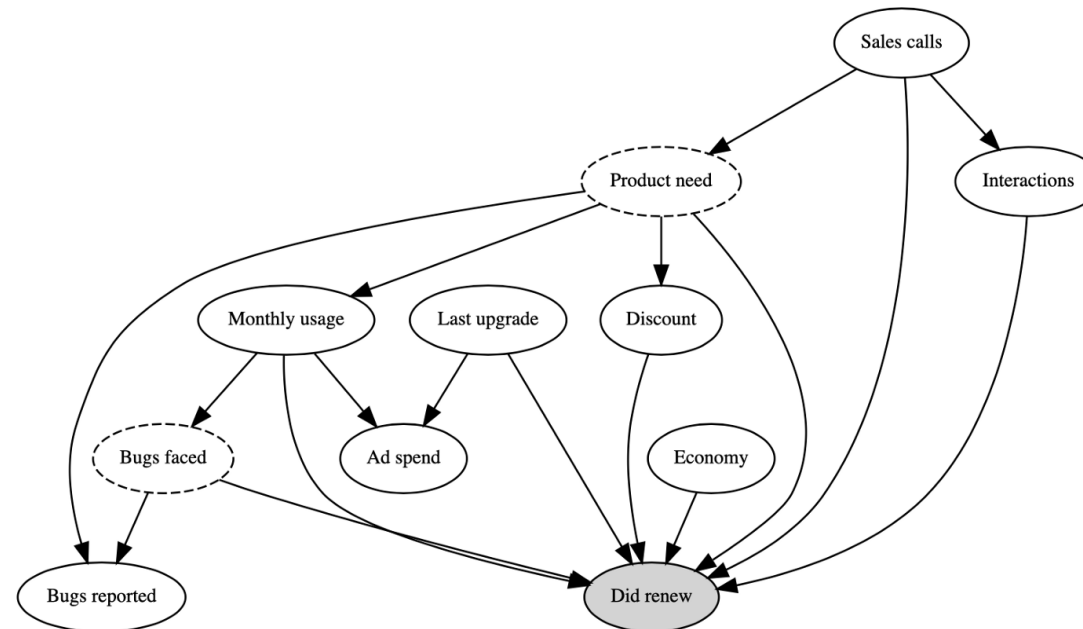 Sales calls
Product need
Interactions
Monthly usage
Last upgrade
Discount
Bugs faced
Ad spend
Economy
Bugs reported
Did renew